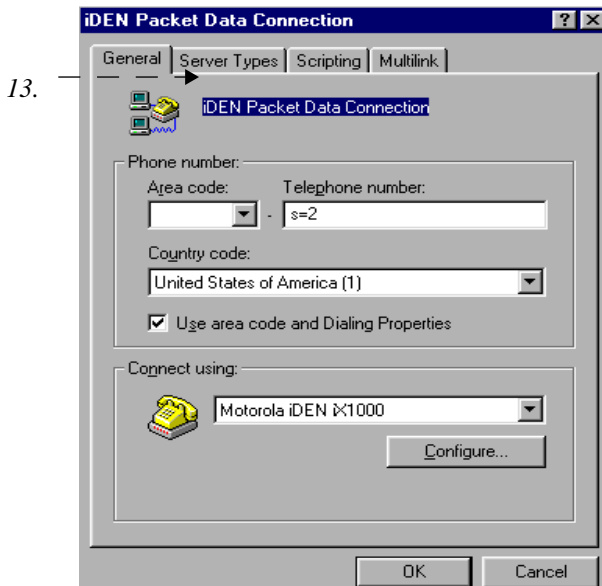 iDEN Packet Data Connection
General Server Types Scripting Multilink
13.
iDEN Packet Data Connection
Phone number:
Area code: Telephone number:
- s=2
Country code:
United States of America (1)
Use area code and Dialing Properties
Connect using:
Motorola iDEN iX1000
Configure...
OK Cancel